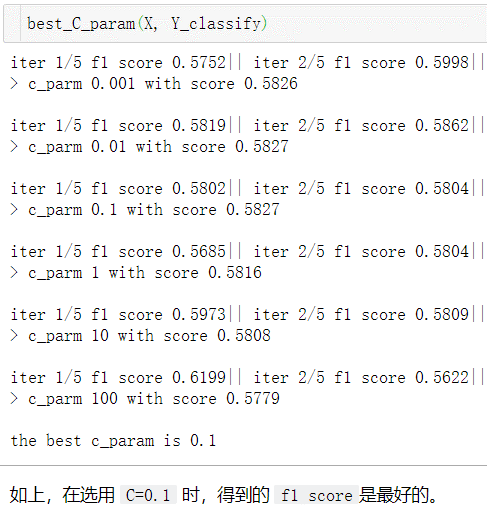 best_C_param(X, Y_classify)
iter 1/5 f1 score 0.5752|| iter 2/5 f1 score 0.5998||
> c_parm 0.001 with score 0.5826
iter 1/5 f1 score 0.5819|| iter 2/5 f1 score 0.5862||
> c_parm 0.01 with score 0.5827
iter 1/5 f1 score 0.5802|| iter 2/5 f1 score 0.5804||
> c_parm 0.1 with score 0.5827
iter 1/5 f1 score 0.5685|| iter 2/5 f1 score 0.5804||
> c_parm 1 with score 0.5816
iter 1/5 f1 score 0.5973|| iter 2/5 f1 score 0.5809||
> c_parm 10 with score 0.5808
iter 1/5 f1 score 0.6199|| iter 2/5 f1 score 0.5622||
> c_parm 100 with score 0.5779
the best c_param is 0.1
如上，在选用 C=0.1 时，得到的 f1 score 是最好的。